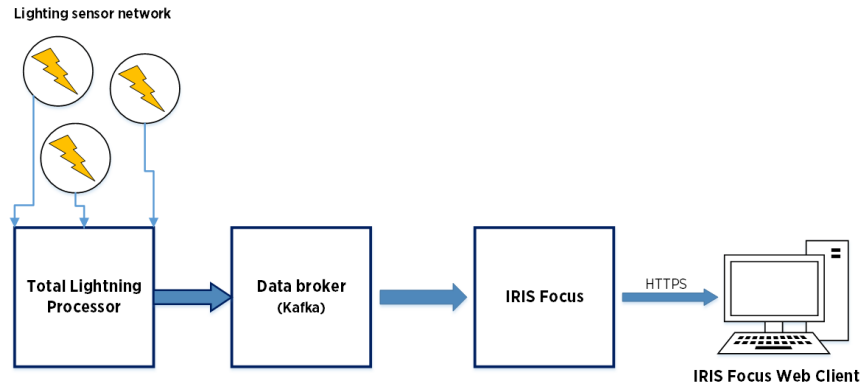 Lighting sensor network
Total Lightning
Processor
Data broker
(Kafka)
IRIS Focus
HTTPS
IRIS Focus Web Client